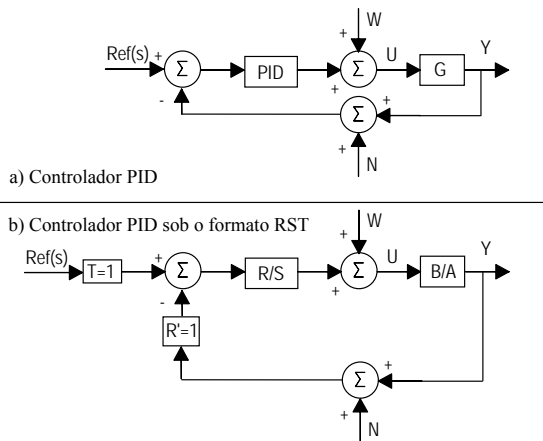 W
Ref(s) + Σ PID + + Σ U G Y
- Σ +
+ N
a) Controlador PID
b) Controlador PID sob o formato RST
W
Ref(s) T=1 + Σ R/S + + Σ U B/A Y
-
R'=1
Σ +
+ N